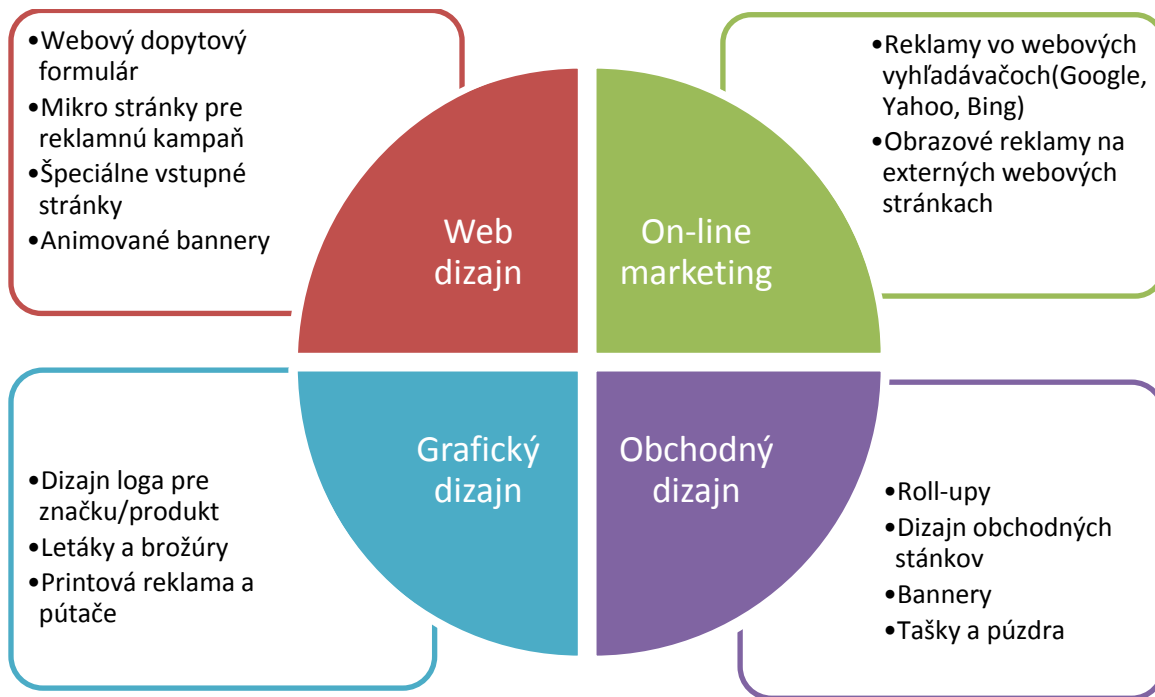 •Webový dopytový
formulár
•Mikro stránky pre
reklamnú kampaň
•Špeciálne vstupné
stránky
•Animované bannery
•Reklamy vo webových
vyhľadávačoch(Google,
Yahoo, Bing)
•Obrazové reklamy na
externých webových
stránkach
Web
dizajn
On-line
marketing
Grafický
dizajn
Obchodný
dizajn
•Dizajn loga pre
značku/produkt
•Letáky a brožúry
•Printová reklama a
pútače
•Roll-upy
•Dizajn obchodných
stánkov
•Bannery
•Tašky a púzdra